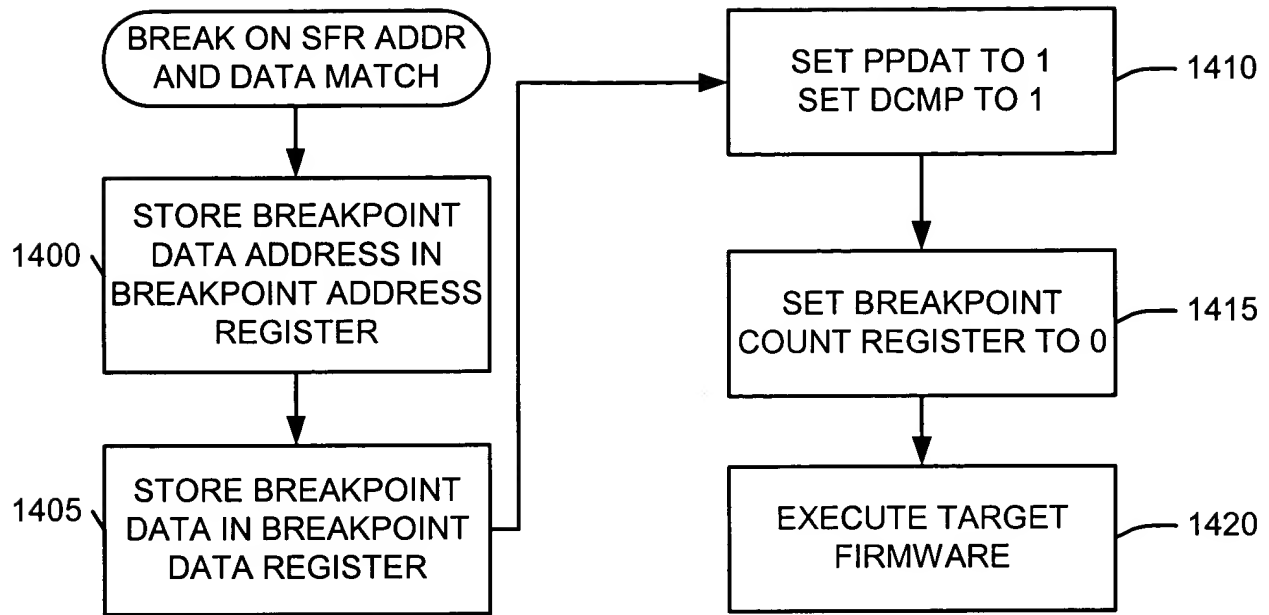 BREAK ON SFR ADDR
AND DATA MATCH
1400
STORE BREAKPOINT
DATA ADDRESS IN
BREAKPOINT ADDRESS
REGISTER
1405
STORE BREAKPOINT
DATA IN BREAKPOINT
DATA REGISTER
SET PPDAT TO 1
SET DCMP TO 1
1410
SET BREAKPOINT
COUNT REGISTER TO 0
1415
EXECUTE TARGET
FIRMWARE
1420